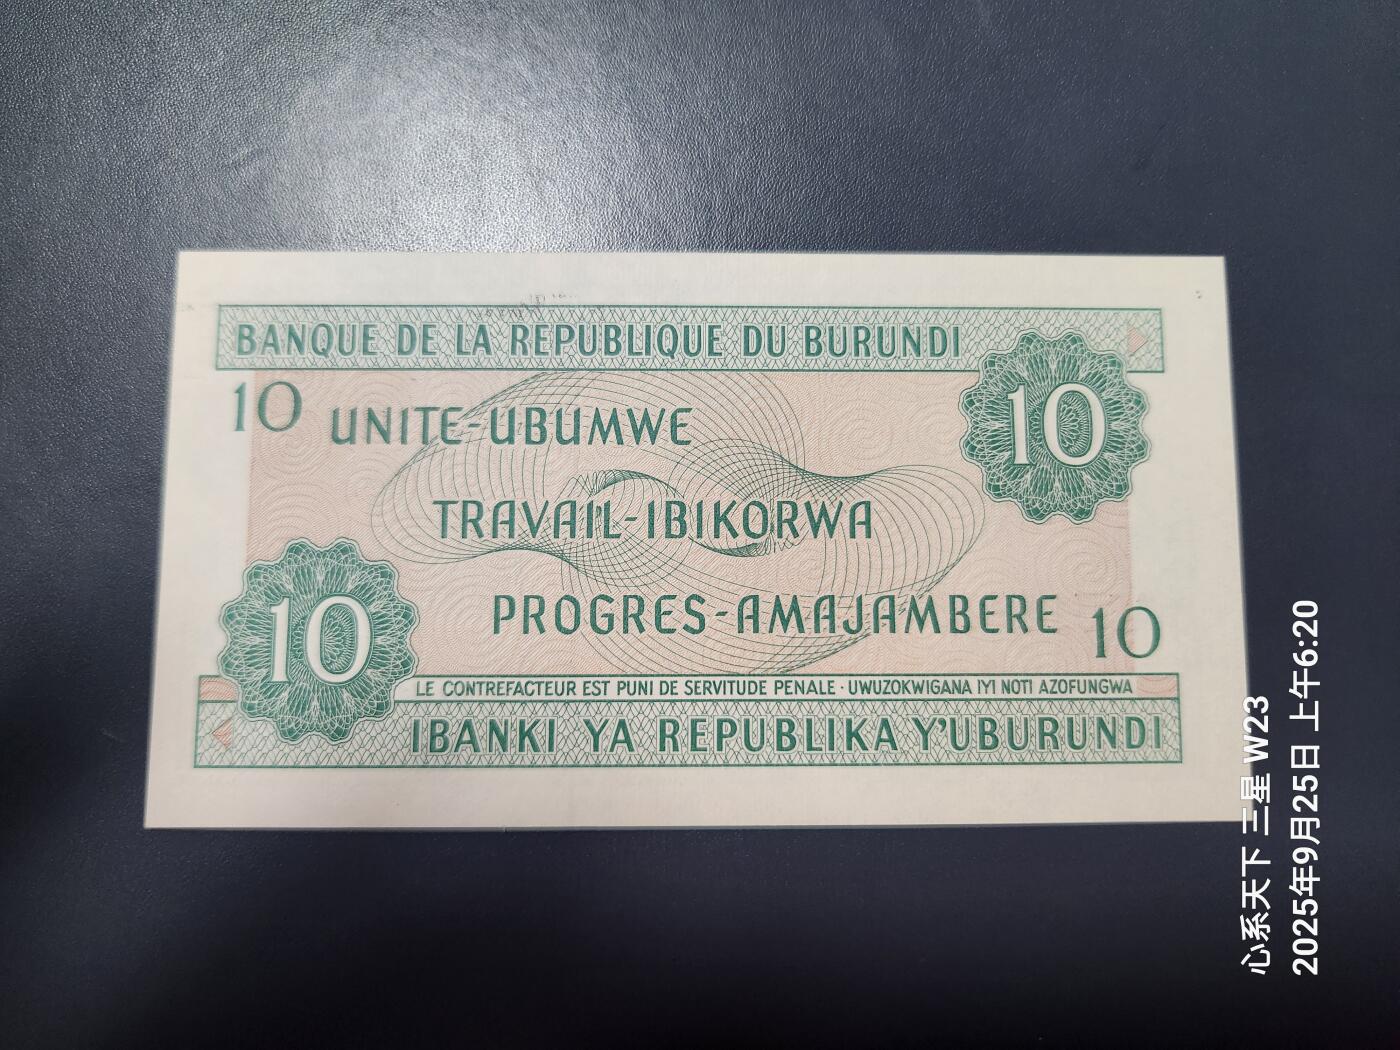 BANQUE DE LA REPUBLIQUE DU BURUNDI
10
10
UNITE-UBUMWE
TRAVAIL-IBIKORWA
PROGRES-AMAJAMBERE
10
10
LE CONTREFACTEUR EST PUNI DE SERVITUDE PENALE · UWUZOKWIGANA IYI NOTI AZOFUNGWA
IBANKI YA REPUBLIKA Y'UBURUNDI
心系天下 三星 W23
2025年9月25日 上午6:20